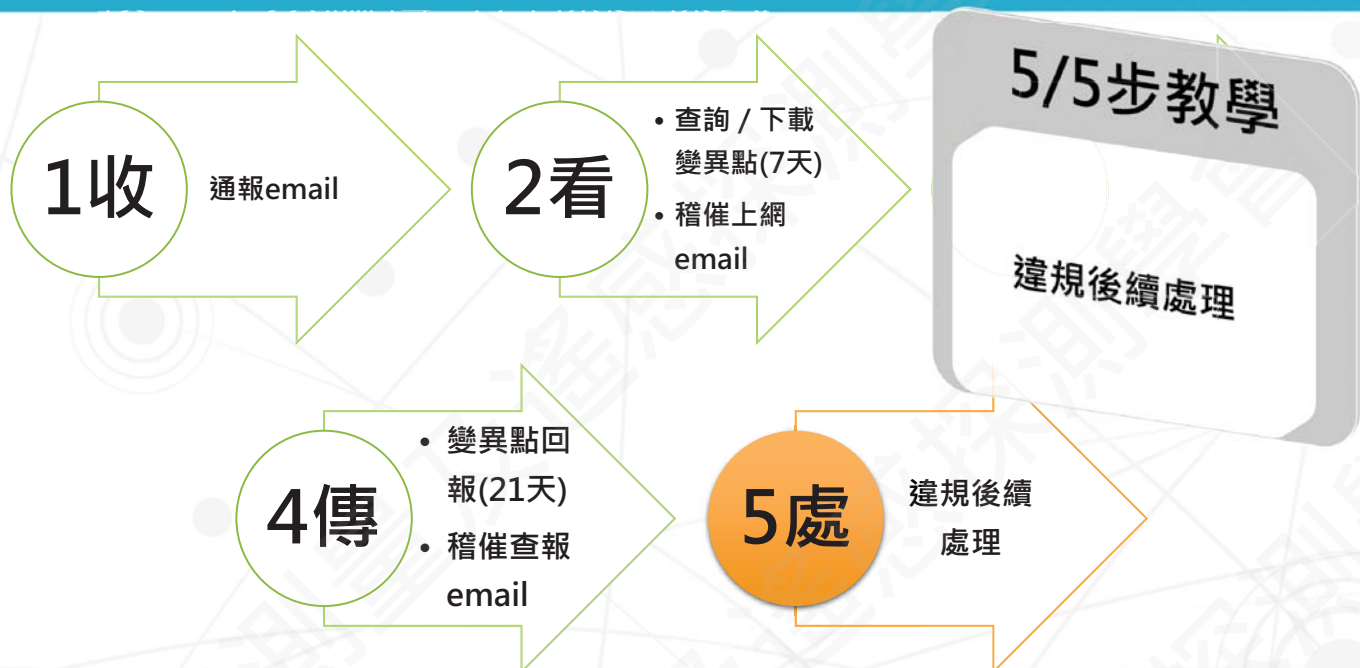 1收
通報email
2看
• 查詢 / 下載
變異點(7天)
• 稽催上網
email
5/5步教學
違規後續處理
4傳
• 變異點回
報(21天)
• 稽催查報
email
5處
違規後續
處理